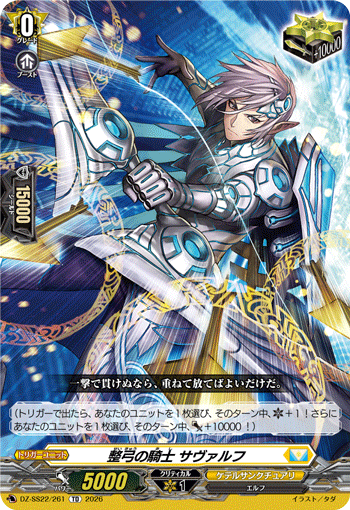 0
グレード
+10000
ブースト
15000
シールド
一撃で貫けぬなら、重ねて放てばよいだけだ。
(トリガーで出たら、あなたのユニットを1枚選び、そのターン中、+1!さらに
あなたのユニットを1枚選び、そのターン中、+10000!)
トリガーユニット
整弓の騎士 サヴァルフ
パワー 5000
クリティカル
1
ケテルサンクチュアリ
エルフ
DZ-SS22/261 TD 2026
イラスト/タダ